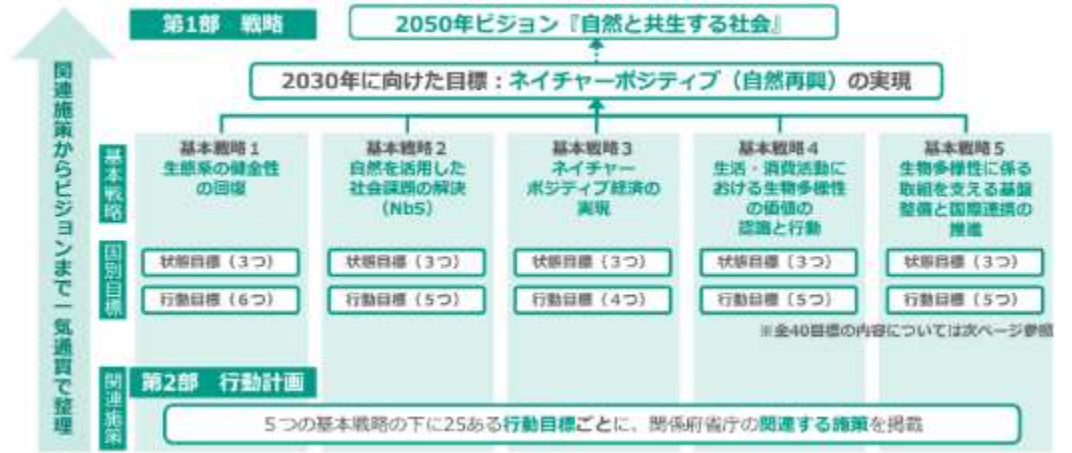 第1部 戦略
2050年ビジョン『自然と共生する社会』
2030年に向けた目標：ネイチャーポジティブ（自然再興）の実現
関連施策からビジョンまで一気通貫で整理
基本戦略
基本戦略1
生態系の健全性
の回復
基本戦略2
自然を活用した
社会課題の解決
（NbS）
基本戦略3
ネイチャー
ポジティブ経済の
実現
基本戦略4
生活・消費活動に
おける生物多様性
の価値の
認識と行動
基本戦略5
生物多様性に係る
取組を支える基盤
整備と国際連携の
推進
国別目標
状態目標（3つ）
状態目標（3つ）
状態目標（3つ）
状態目標（3つ）
状態目標（3つ）
行動目標（6つ）
行動目標（5つ）
行動目標（4つ）
行動目標（5つ）
行動目標（5つ）
※全40目標の内容については次ページ参照
関連施策
第2部 行動計画
5つの基本戦略の下に25ある行動目標ごとに、関係府省庁の関連する施策を掲載